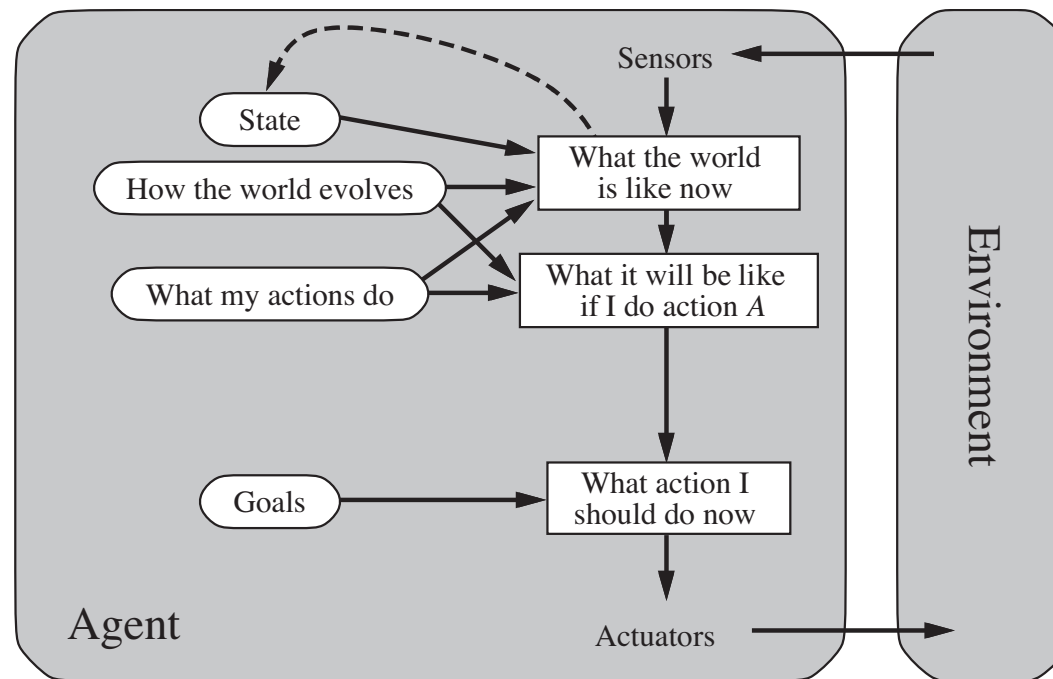 Sensors
State
What the world
is like now
How the world evolves
What my actions do
What it will be like
if I do action A
Environment
Goals
What action I
should do now
Agent
Actuators